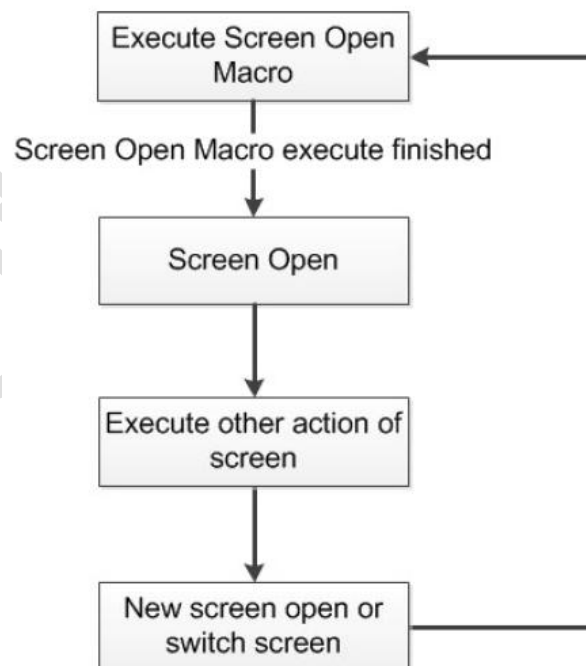 Execute Screen Open
Macro
Screen Open Macro execute finished
Screen Open
Execute other action of
screen
New screen open or
switch screen